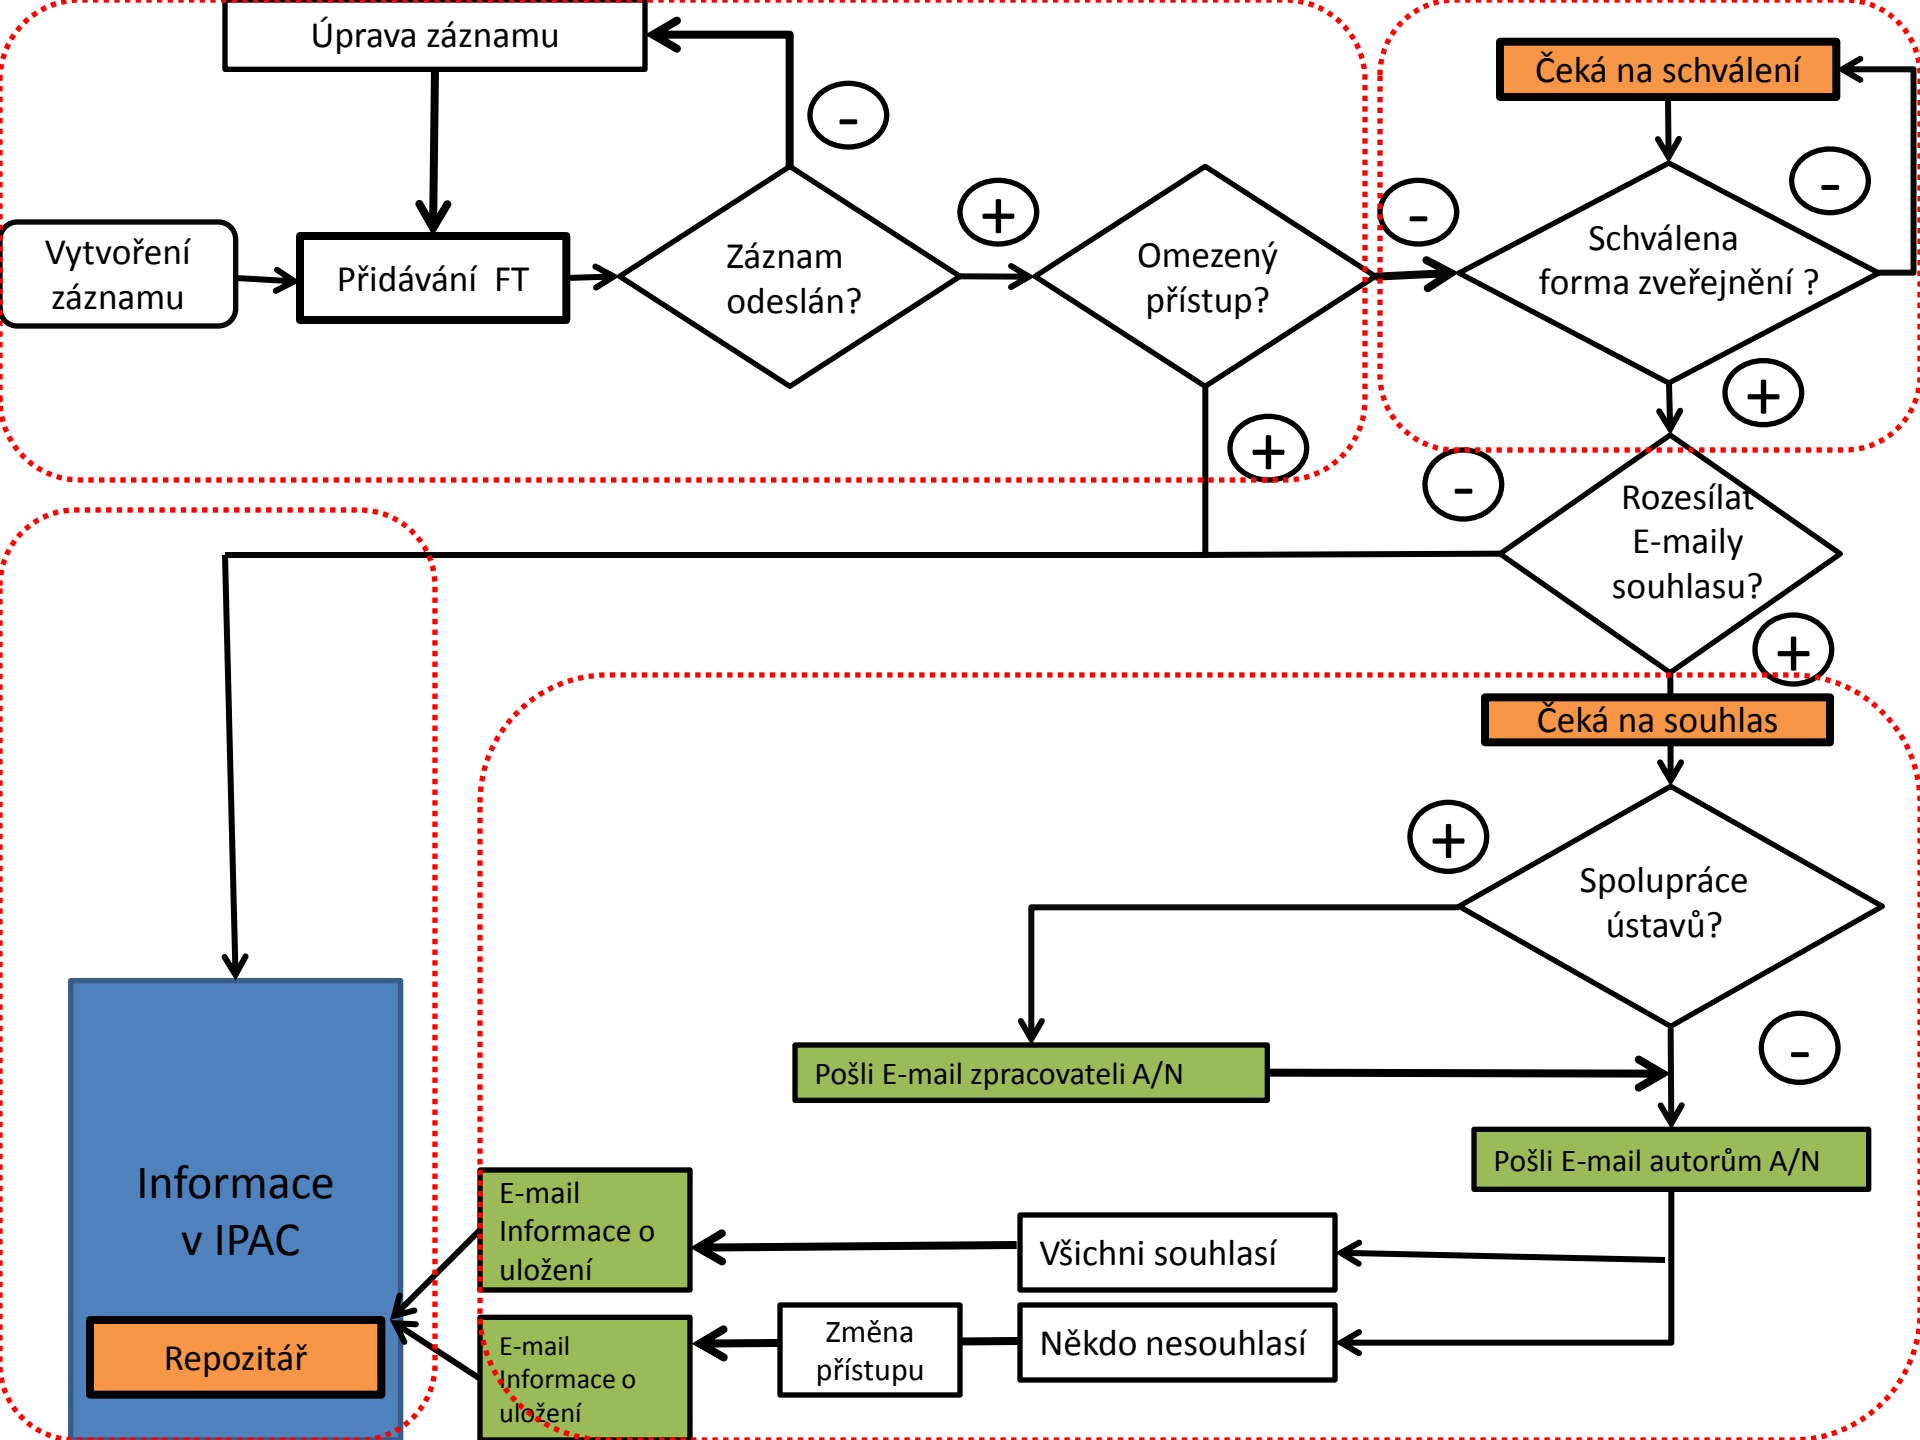 Úprava záznamu
Čeká na schválení
-
-
+
-
Vytvoření
záznamu
Přidávání FT
Záznam
odeslán?
Omezený
přístup?
Schválena
forma zveřejnění ?
+
+
-
Rozesílat
E-maily
souhlasu?
+
Čeká na souhlas
+
Spolupráce
ústavů?
-
Pošli E-mail zpracovateli A/N
Pošli E-mail autorům A/N
Informace
v IPAC
E-mail
Informace o
uložení
Všichni souhlasí
Repozitář
E-mail
Informace o
uložení
Změna
přístupu
Někdo nesouhlasí